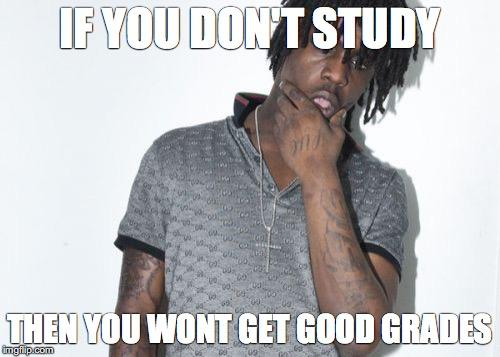 IF YOU DON'T STUDY
THEN YOU WONT GET GOOD GRADES
imgflip.com